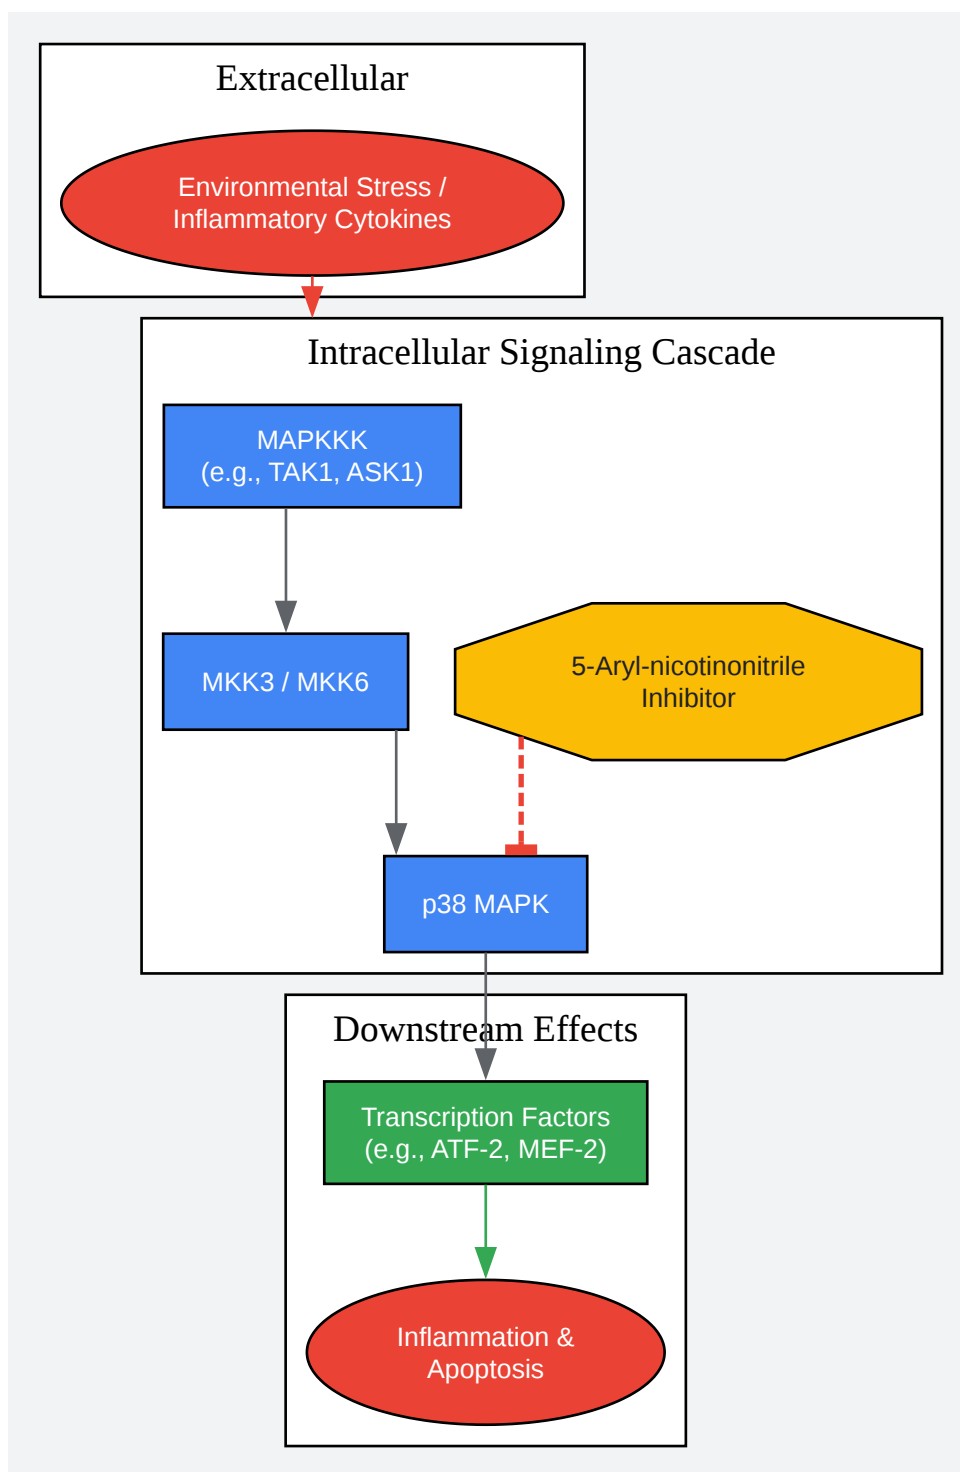 Extracellular
Environmental Stress /
Inflammatory Cytokines
Intracellular Signaling Cascade
MAPKKK
(e.g., TAK1, ASK1)
MKK3 / MKK6
5-Aryl-nicotinonitrile
Inhibitor
p38 MAPK
Downstream Effects
Transcription Factors
(e.g., ATF-2, MEF-2)
Inflammation &
Apoptosis